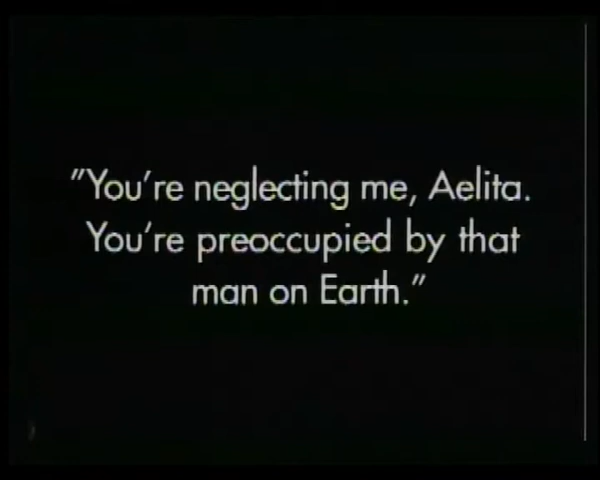 "You're neglecting me, Aelita.
You're preoccupied by that
man on Earth."